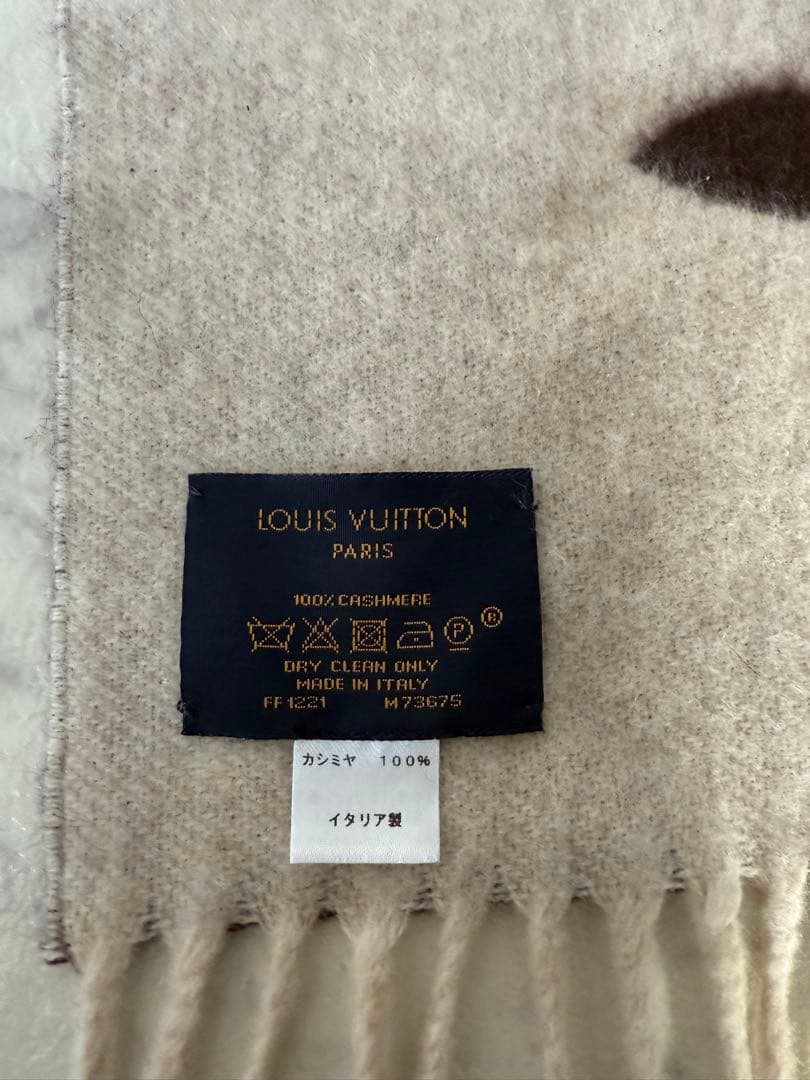 LOUIS VUITTON
PARIS
100% CASHMERE
P ®
DRY CLEAN ONLY
MADE IN ITALY
FF1221 M73675
カシミヤ 100%
イタリア製